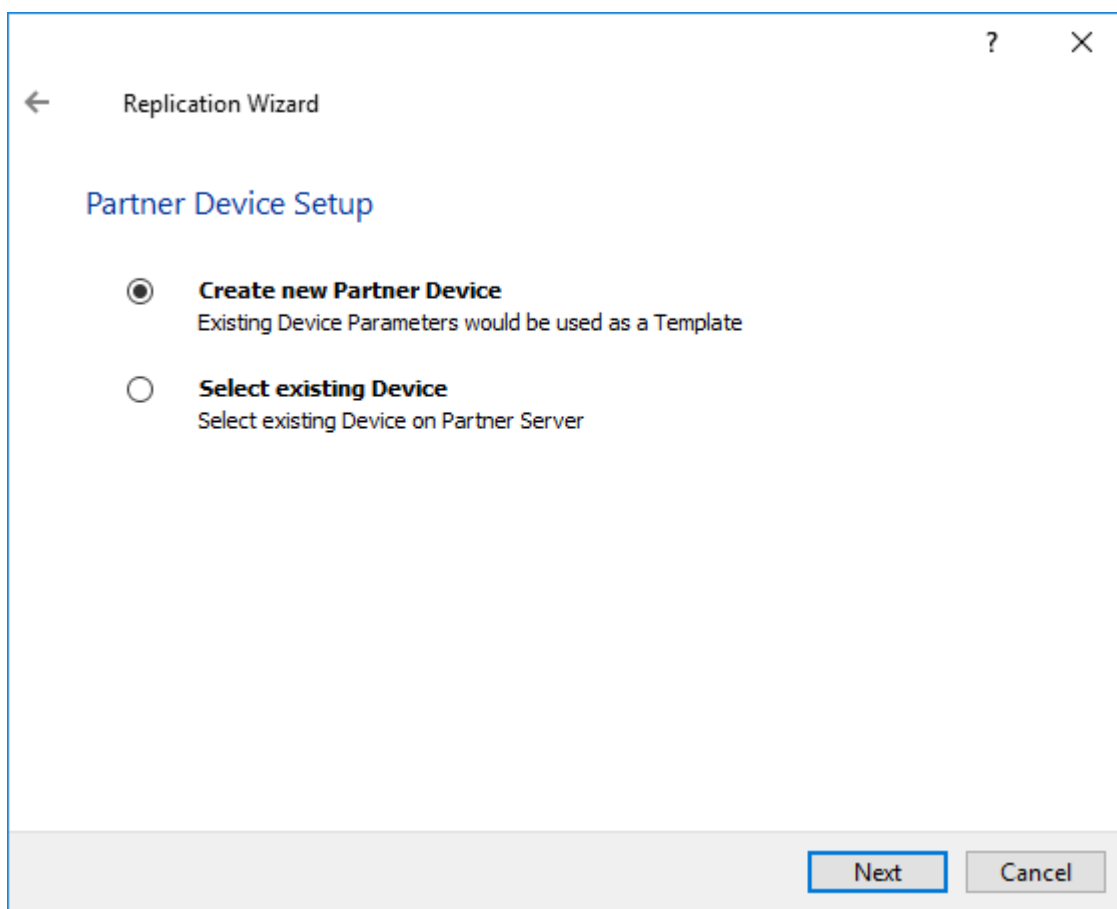 ?
Replication Wizard
Partner Device Setup
Create new Partner Device
Existing Device Parameters would be used as a Template
Select existing Device
Select existing Device on Partner Server
Next Cancel